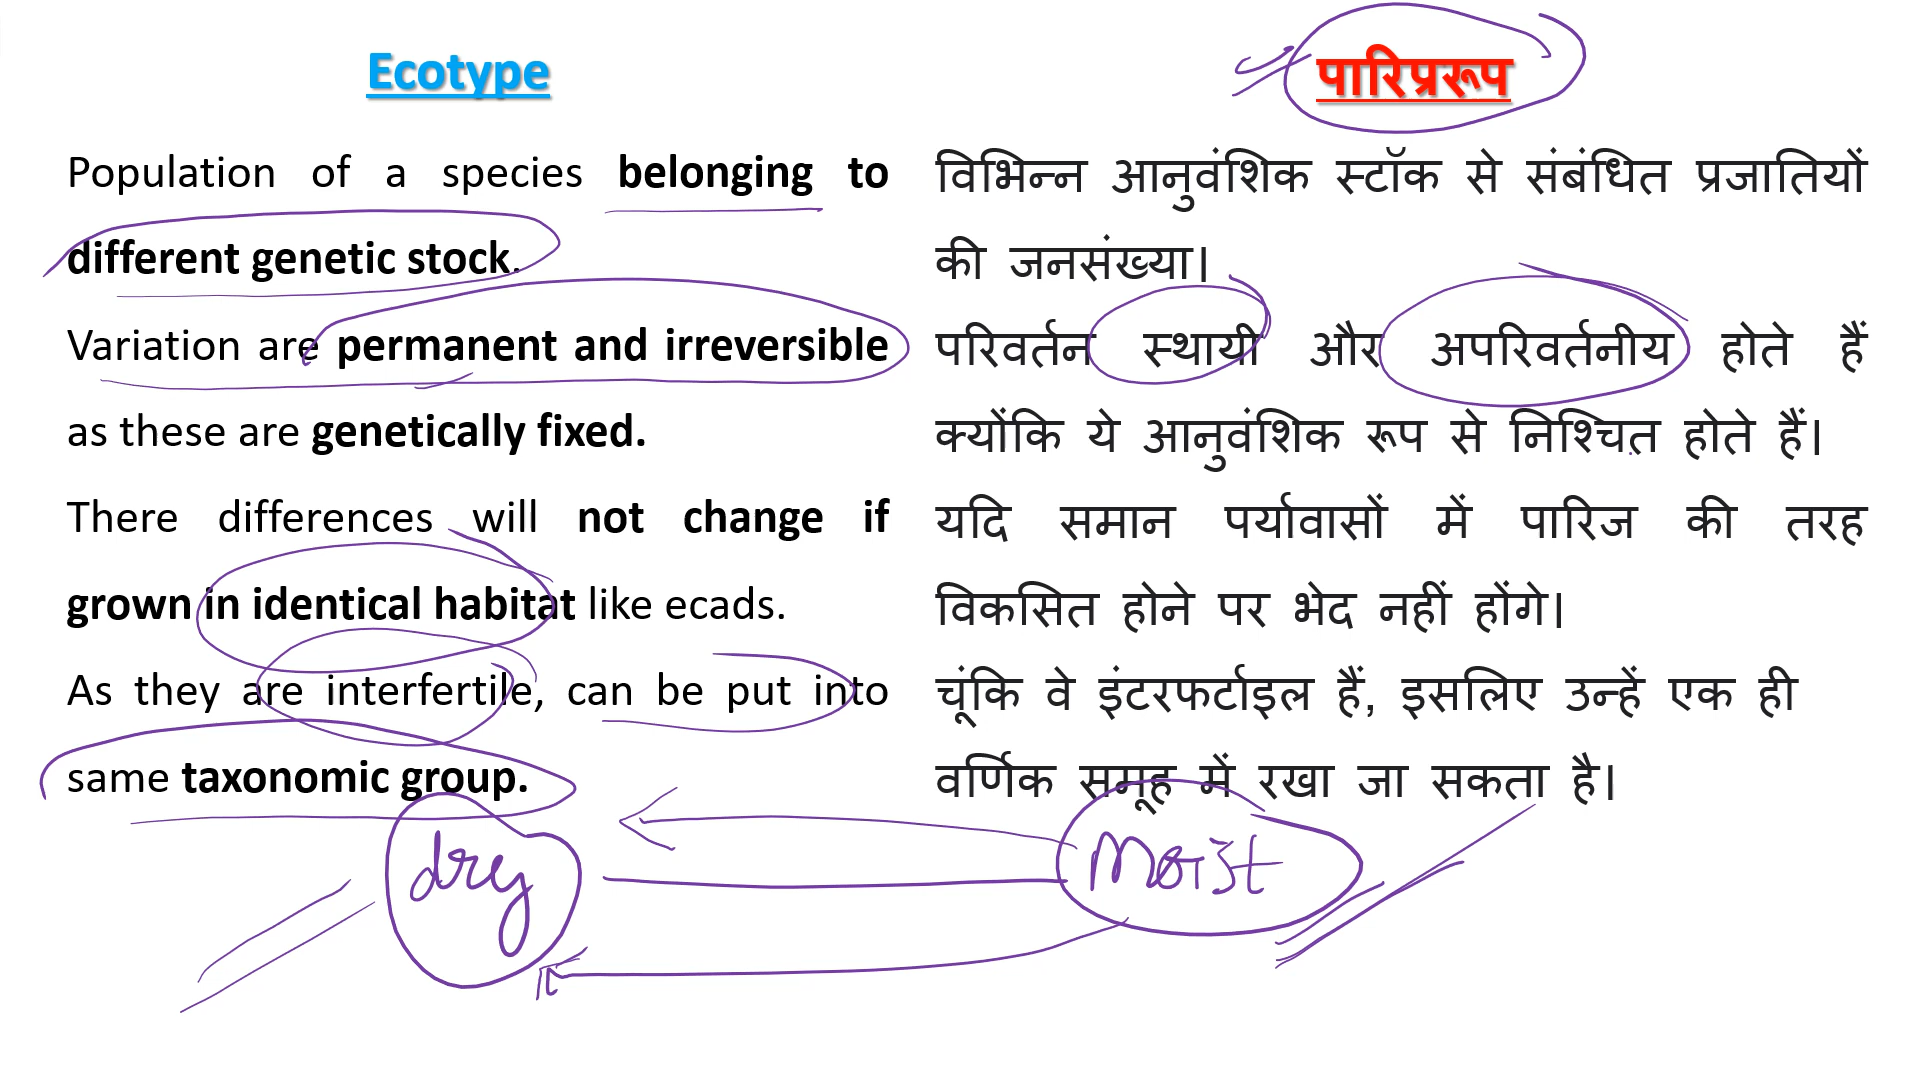 Ecotype
Population of a species belonging to
different genetic stock.
Variation are permanent and irreversible
as these are genetically fixed.
There differences will not change if
grown in identical habitat like ecads.
As they are interfertile, can be put into
same taxonomic group.
पारिप्ररूप
विभिन्न आनुवंशिक स्टॉक से संबंधित प्रजातियों
की जनसंख्या।
परिवर्तन स्थायी और अपरिवर्तनीय होते हैं
क्योंकि ये आनुवंशिक रूप से निश्चित होते हैं।
यदि समान पर्यावासों में पारिज की तरह
विकसित होने पर भेद नहीं होंगे।
चूंकि वे इंटरफर्टाइल हैं, इसलिए उन्हें एक ही
वर्णिक समूह में रखा जा सकता है।
dry
Moist